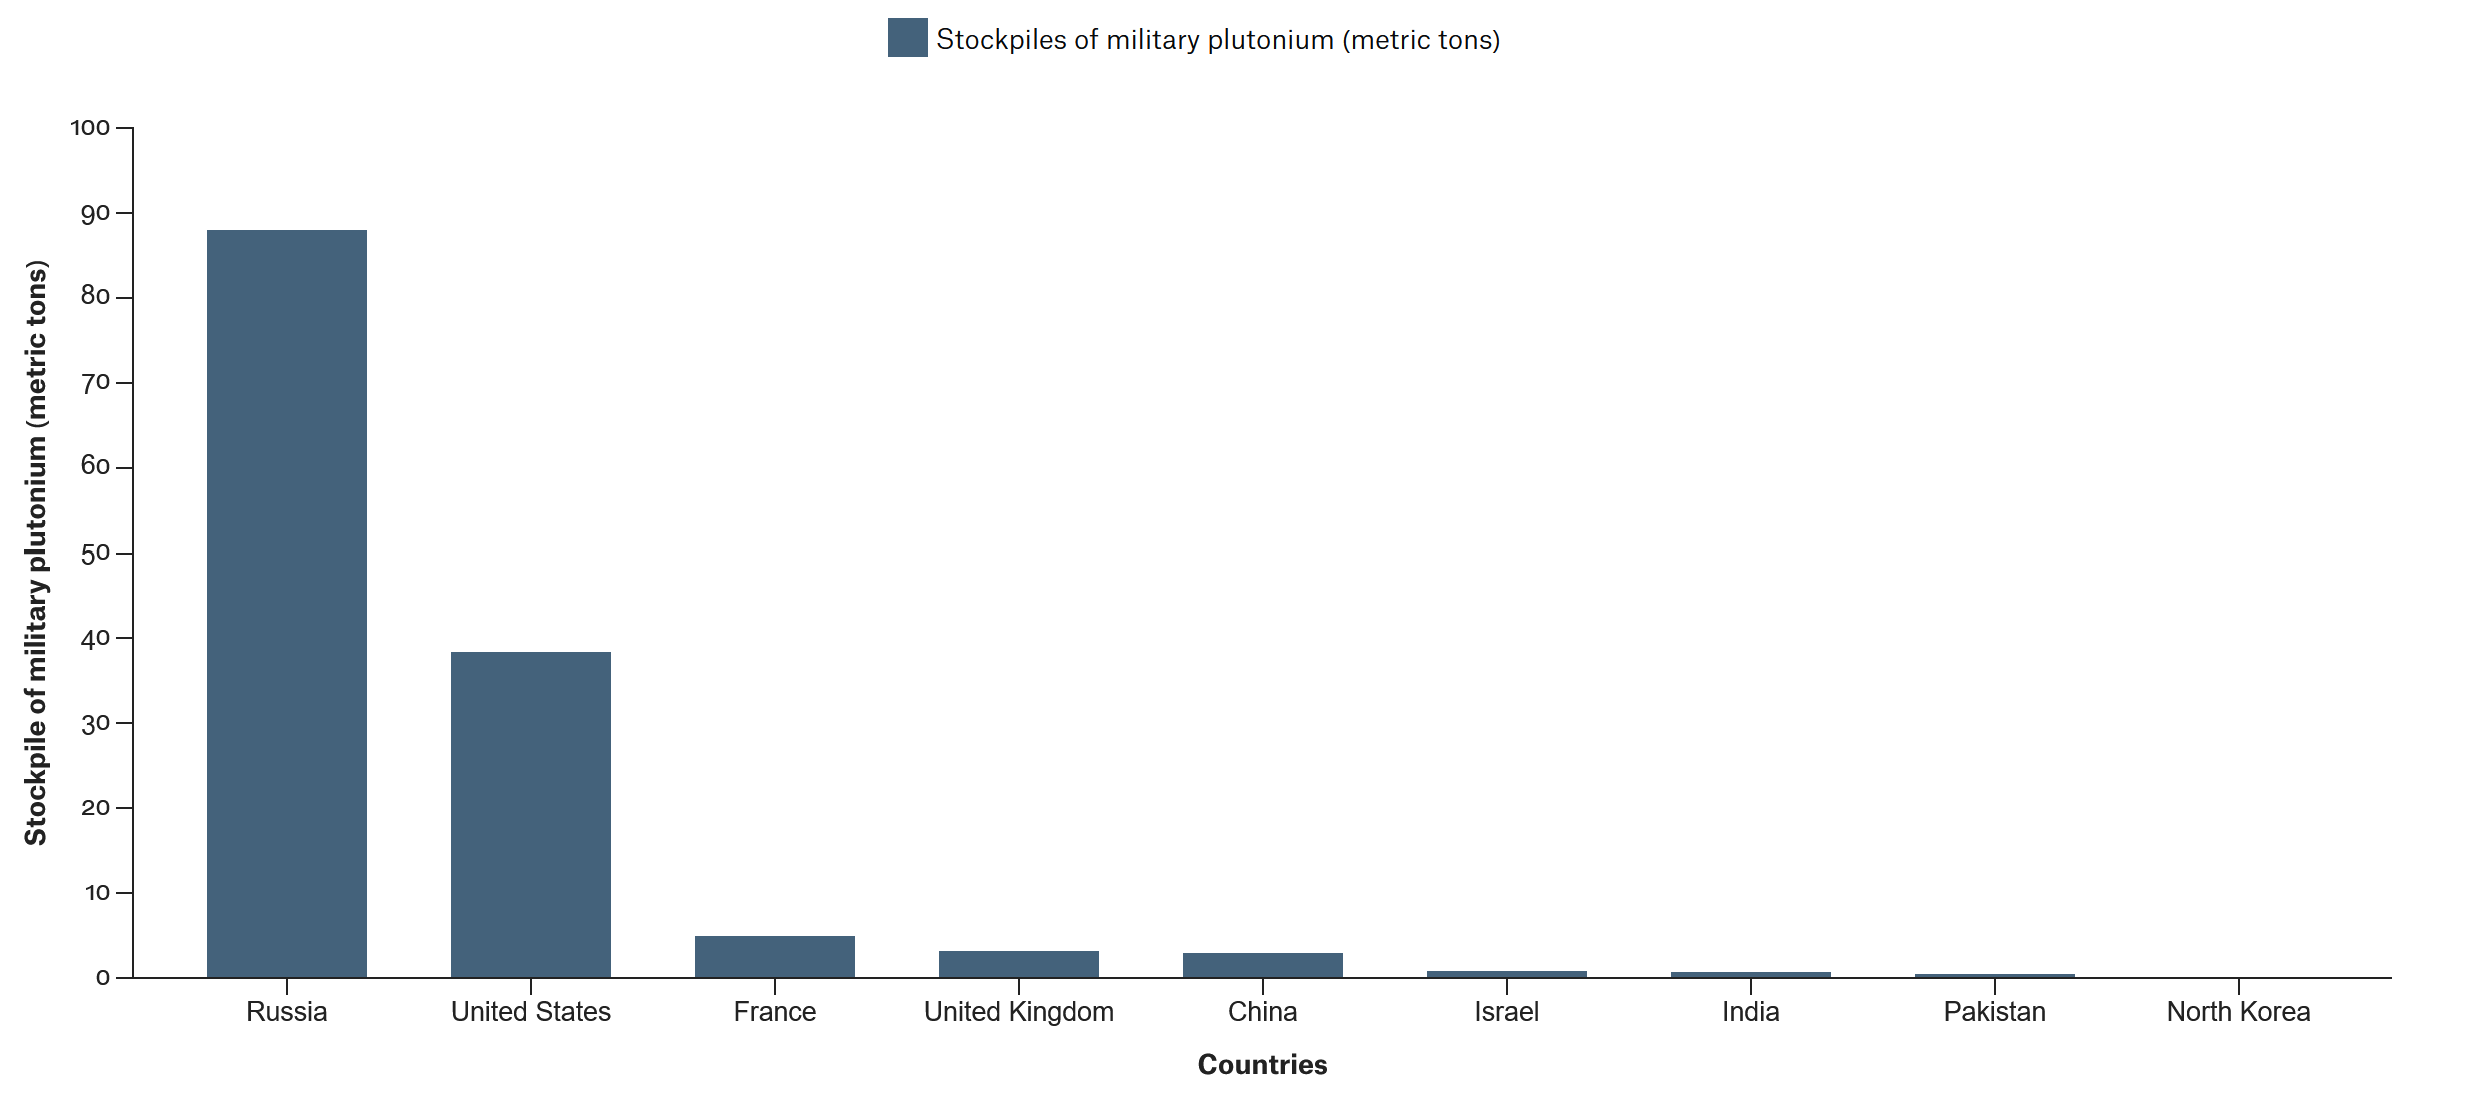 Stockpiles of military plutonium (metric tons)
Stockpile of military plutonium (metric tons)
100
90
80
70
60
50
40
30
20
10
0
Russia
United States
France
United Kingdom
China
Israel
India
Pakistan
North Korea
Countries